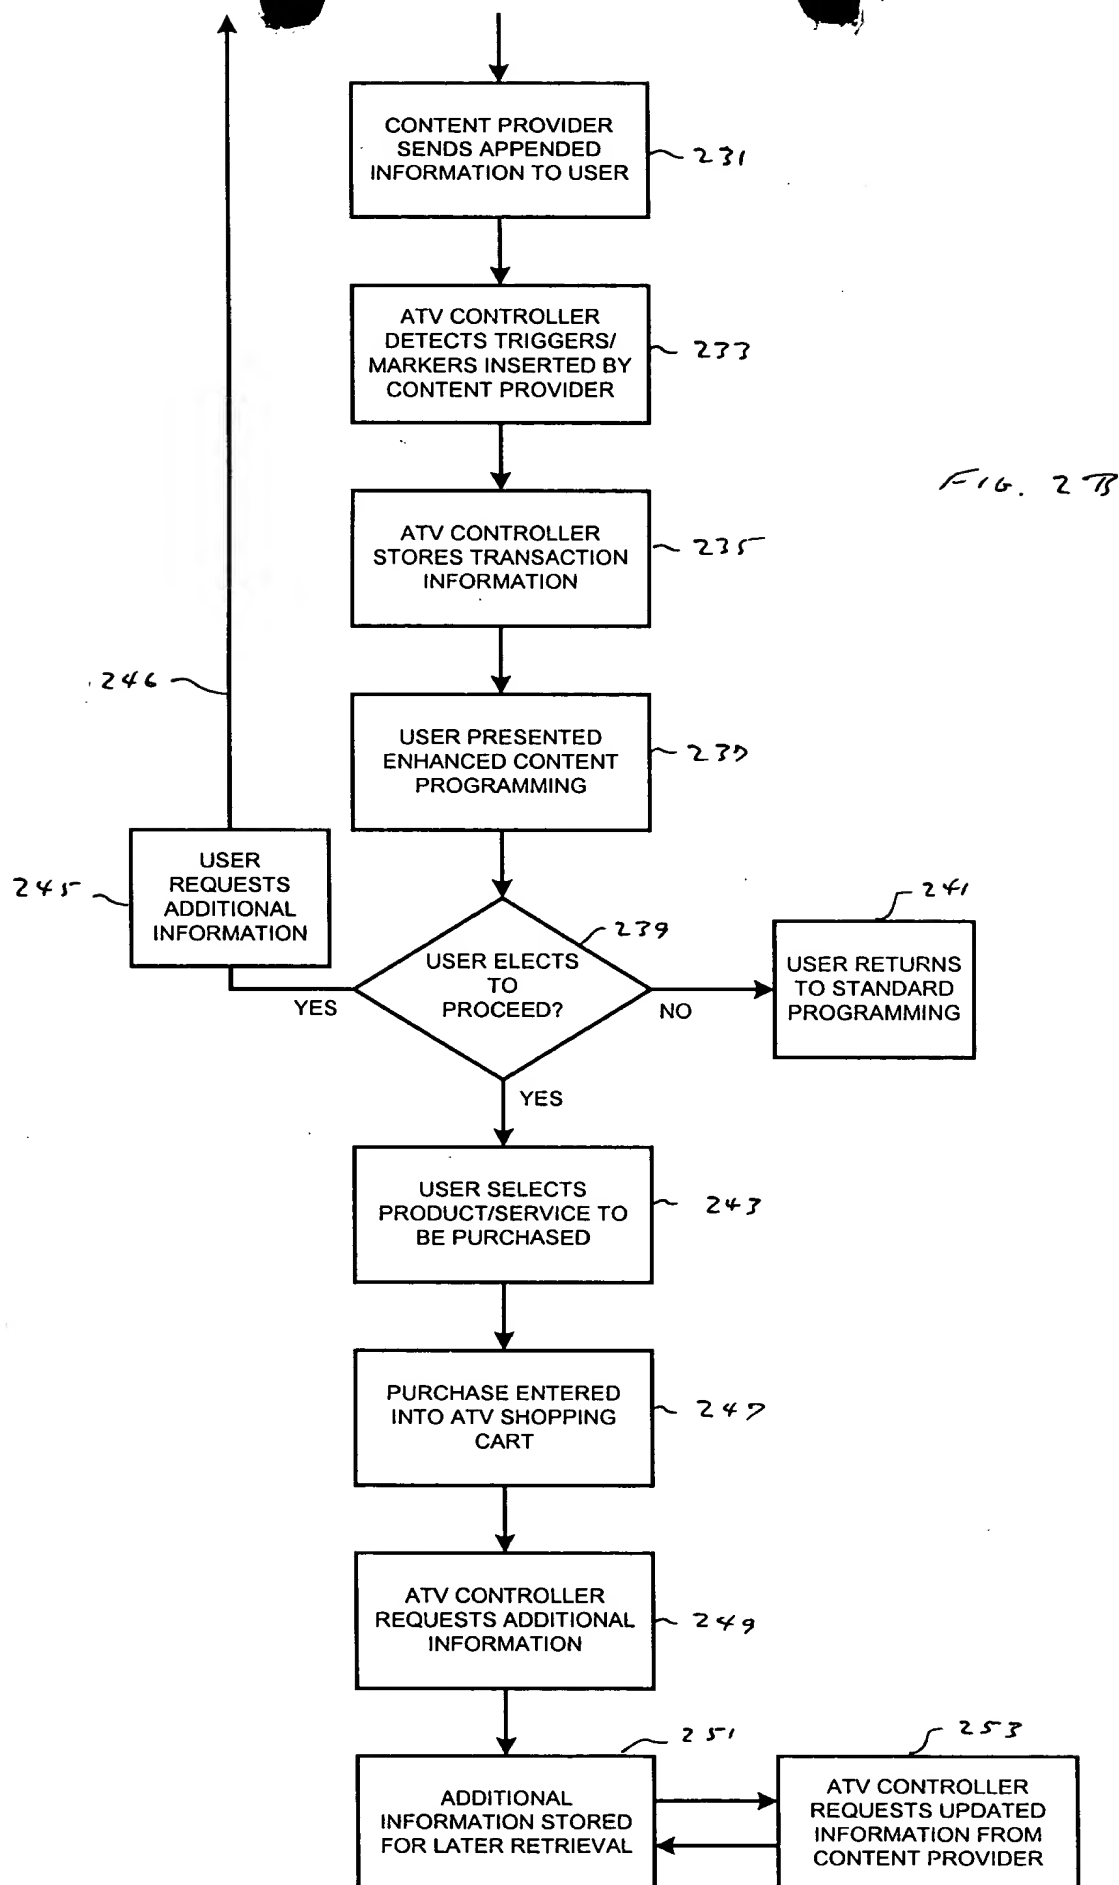 CONTENT PROVIDER
SENDS APPENDED
INFORMATION TO USER
231
ATV CONTROLLER
DETECTS TRIGGERS/
MARKERS INSERTED BY
CONTENT PROVIDER
233
FIG. 2B
ATV CONTROLLER
STORES TRANSACTION
INFORMATION
235
246
USER PRESENTED
ENHANCED CONTENT
PROGRAMMING
237
USER
REQUESTS
ADDITIONAL
INFORMATION
245
241
239
USER ELECTS
TO
PROCEED?
USER RETURNS
TO STANDARD
PROGRAMMING
YES
NO
YES
USER SELECTS
PRODUCT/SERVICE TO
BE PURCHASED
243
PURCHASE ENTERED
INTO ATV SHOPPING
CART
247
ATV CONTROLLER
REQUESTS ADDITIONAL
INFORMATION
249
251
253
ADDITIONAL
INFORMATION STORED
FOR LATER RETRIEVAL
ATV CONTROLLER
REQUESTS UPDATED
INFORMATION FROM
CONTENT PROVIDER